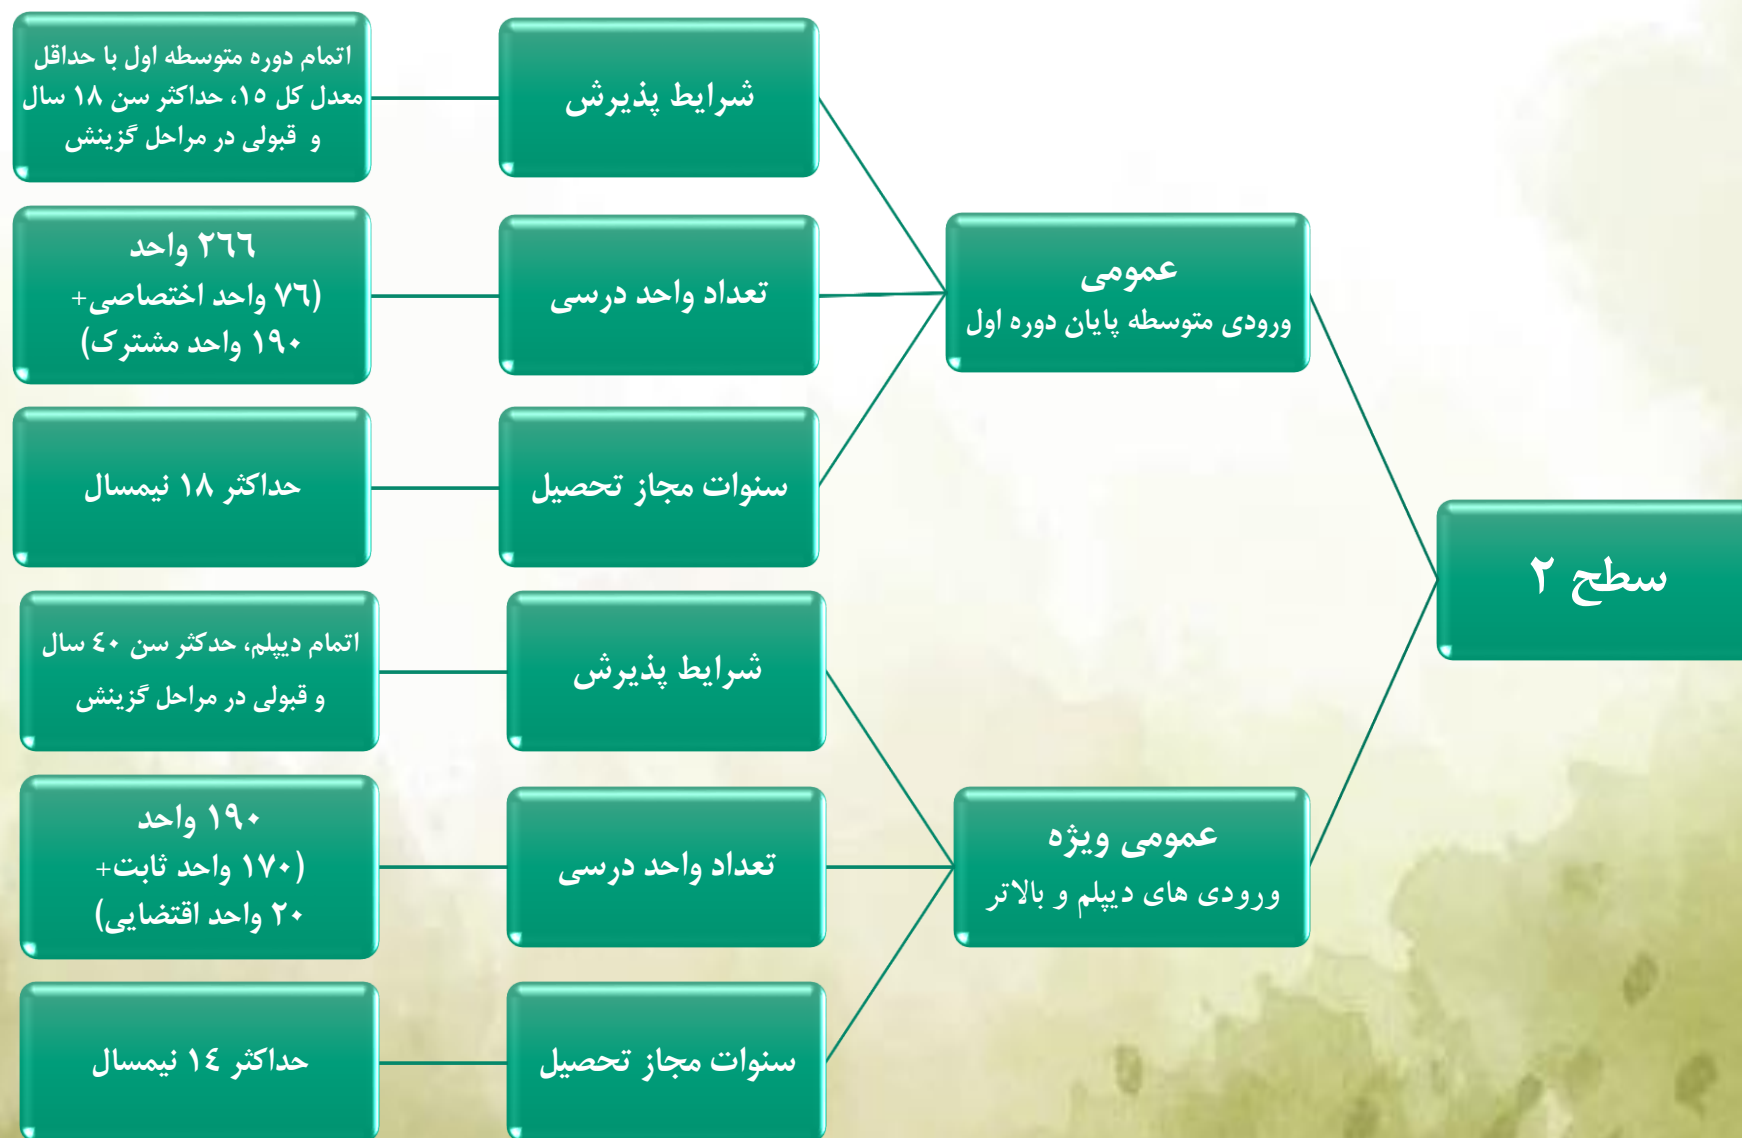 سطح ۲
عمومی
ورودی متوسطه پایان دوره اول
شرایط پذیرش
اتمام دوره متوسطه اول با حداقل
معدل کل ۱۵، حداکثر سن ۱۸ سال
و قبولی در مراحل گزینش
تعداد واحد درسی
۲٦٦ واحد
(۷٦ واحد اختصاصی+
۱۹۰ واحد مشترک)
سنوات مجاز تحصیل
حداکثر ۱۸ نیمسال
عمومی ویژه
ورودی های دیپلم و بالاتر
شرایط پذیرش
اتمام دیپلم، حدکثر سن ٤۰ سال
و قبولی در مراحل گزینش
تعداد واحد درسی
۱۹۰ واحد
(۱۷۰ واحد ثابت+
۲۰ واحد اقتضایی)
سنوات مجاز تحصیل
حداکثر ۱٤ نیمسال